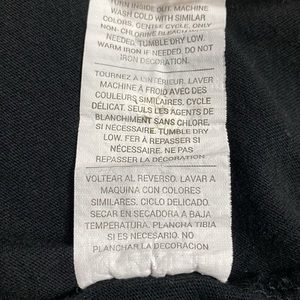 TURN INSIDE OUT. MACHINE
WASH COLD WITH SIMILAR
COLORS. GENTLE CYCLE. ONLY
NON-CHLORINE BLEACH IF
NEEDED. TUMBLE DRY LOW.
WARM IRON IF NEEDED. DO NOT
IRON DECORATION.
TOURNEZ À L'INTÉRIEUR. LAVER
MACHINE À FROID AVEC DES
COULEURS SIMILAIRES. CYCLE
DÉLICAT. SEULS LES AGENTS DE
BLANCHIMENT SANS CHLORE,
SI NÉCESSAIRE. TUMBLE DRY
LOW. FER À REPASSER SI
NÉCESSAIRE. NE PAS
REPASSER LA DÉCORATION
VOLTEAR AL REVERSO. LAVAR A
MAQUINA CON COLORES
SIMILARES. CICLO DELICADO.
SECAR EN SECADORA A BAJA
TEMPERATURA. PLANCHA TIBIA
SI ES NECESARIO. NO
PLANCHAR LA DECORACION